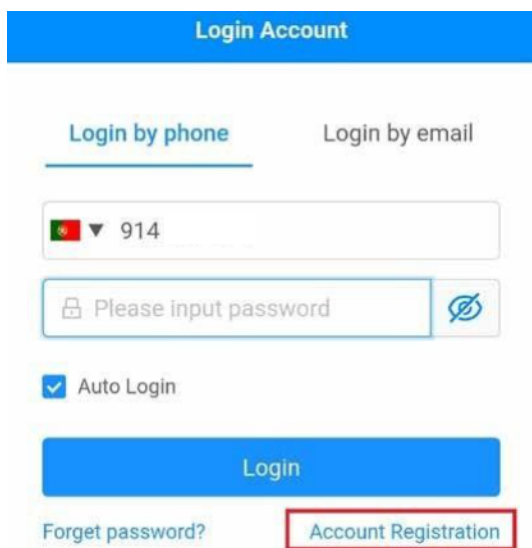 Login Account
Login by phone Login by email
914
Please input password
Auto Login
Login
Forget password? Account Registration